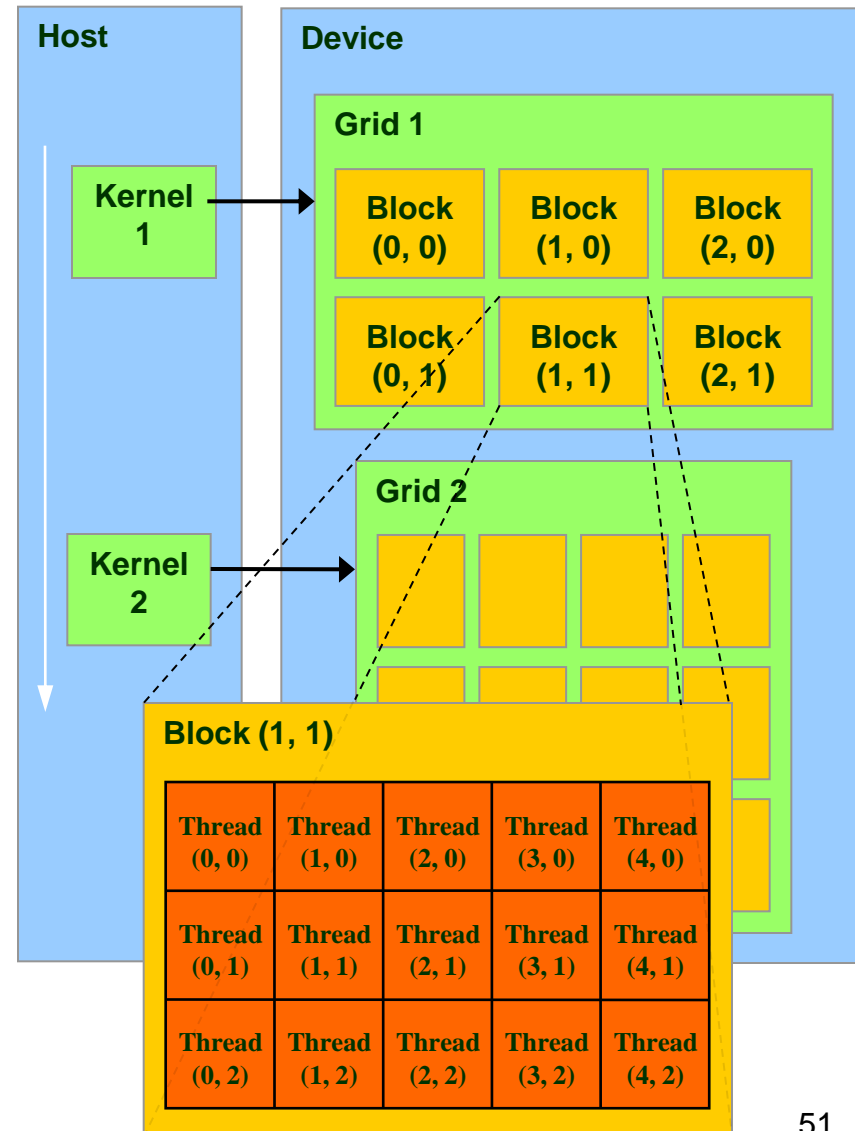 Host
Device
Grid 1
Kernel
1
Block
(0, 0)
Block
(1, 0)
Block
(2, 0)
Block
(0, 1)
Block
(1, 1)
Block
(2, 1)
Grid 2
Kernel
2
Block (1, 1)
Thread
(0, 0)
Thread
(1, 0)
Thread
(2, 0)
Thread
(3, 0)
Thread
(4, 0)
Thread
(0, 1)
Thread
(1, 1)
Thread
(2, 1)
Thread
(3, 1)
Thread
(4, 1)
Thread
(0, 2)
Thread
(1, 2)
Thread
(2, 2)
Thread
(3, 2)
Thread
(4, 2)
51